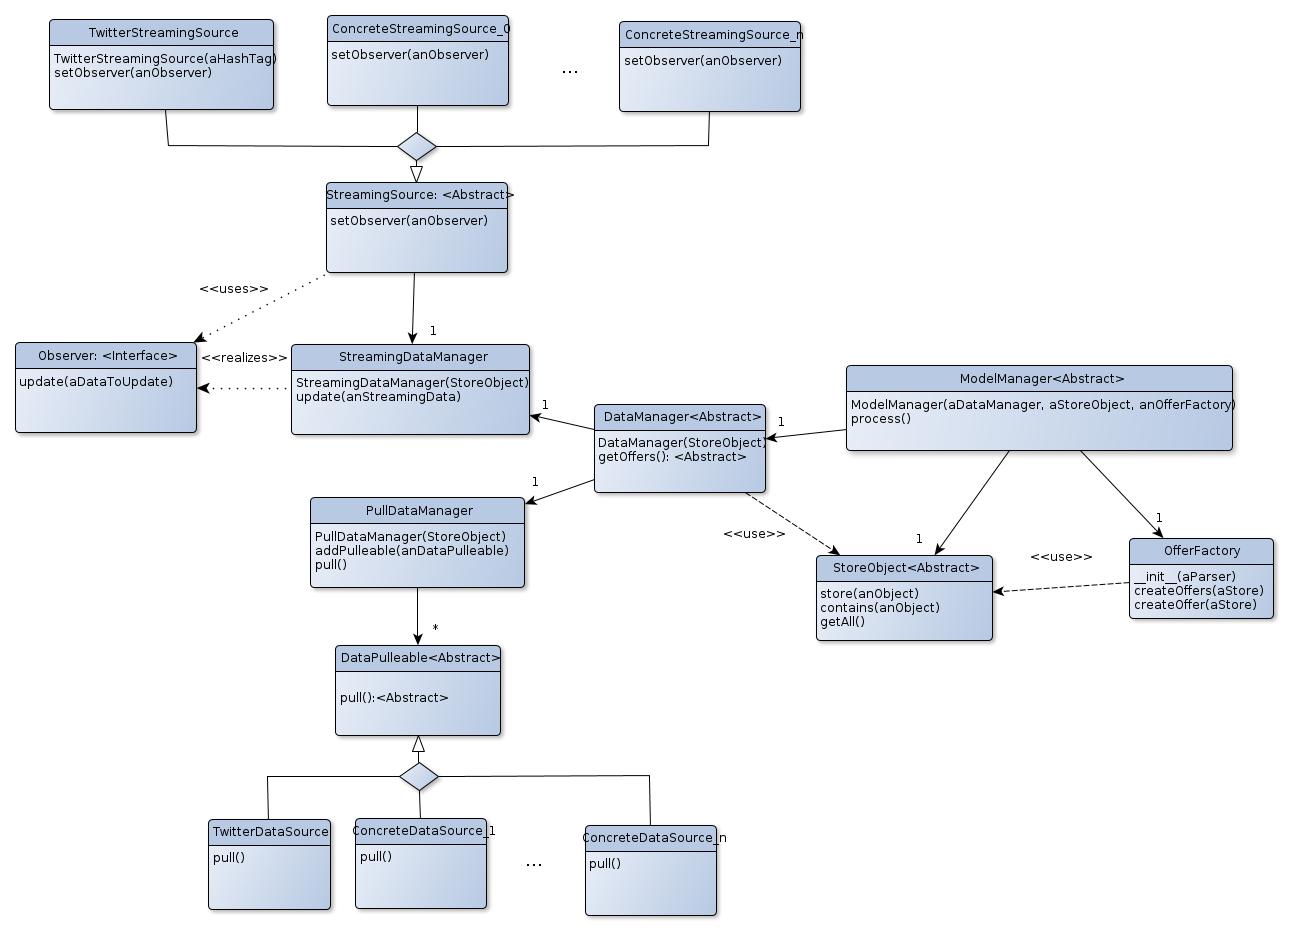 TwitterStreamingSource
TwitterStreamingSource(aHashTag)
setObserver(anObserver)
ConcreteStreamingSource_0
setObserver(anObserver)
...
ConcreteStreamingSource_n
setObserver(anObserver)
StreamingSource: <Abstract>
setObserver(anObserver)
<<uses>>
1
Observer: <Interface>
update(aDataToUpdate)
<<realizes>>
StreamingDataManager
StreamingDataManager(StoreObject)
update(anStreamingData)
1
DataManager<Abstract>
DataManager(StoreObject)
getOffers(): <Abstract>
1
ModelManager<Abstract>
ModelManager(aDataManager, aStoreObject, anOfferFactory)
process()
1
PullDataManager
PullDataManager(StoreObject)
addPulleable(anDataPulleable)
pull()
<<use>>
1
1
StoreObject<Abstract>
store(anObject)
contains(anObject)
getAll()
<<use>>
OfferFactory
__init__(aParser)
createOffers(aStore)
createOffer(aStore)
*
DataPulleable<Abstract>
pull():<Abstract>
TwitterDataSource
pull()
ConcreteDataSource_1
pull()
...
ConcreteDataSource_n
pull()